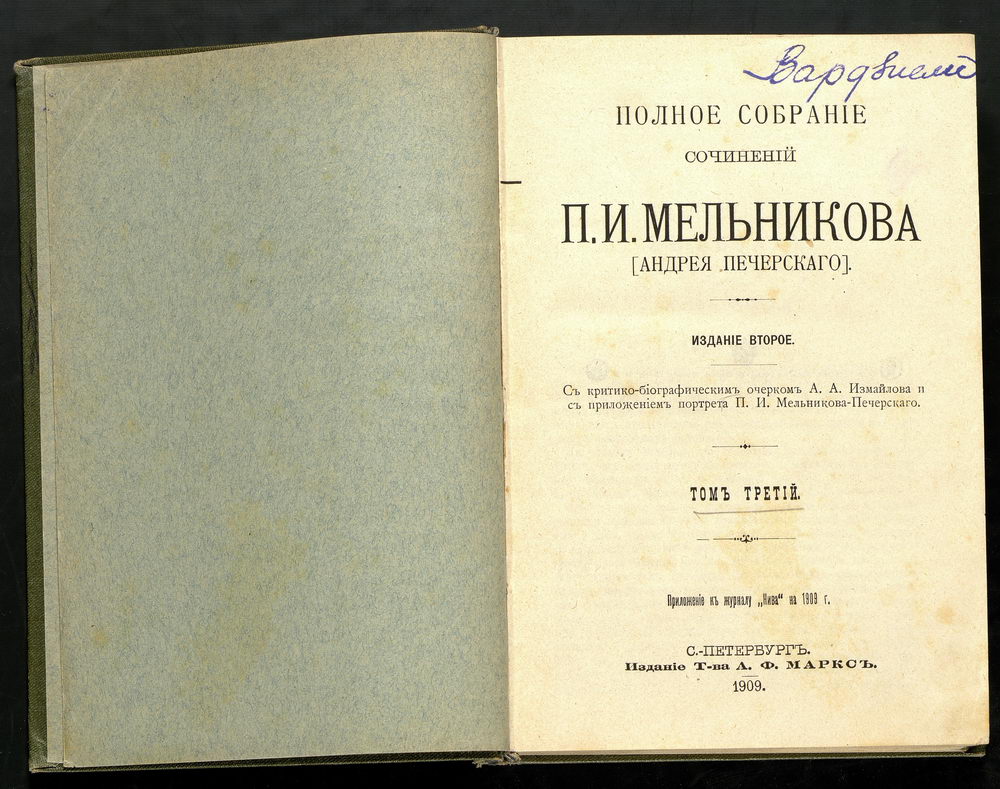 ПОЛНОЕ СОБРАНІЕ
СОЧИНЕНІЙ
П. И. МЕЛЬНИКОВА
[АНДРЕЯ ПЕЧЕРСКАГО].
ИЗДАНІЕ ВТОРОЕ.
Съ критико-біографическимъ очеркомъ А. А. Измайлова и
съ приложеніемъ портрета П. И. Мельникова-Печерскаго.
ТОМЪ ТРЕТІЙ.
Приложеніе къ журналу „Нива“ на 1909 г.
С.-ПЕТЕРБУРГЪ.
Изданіе Т-ва А. Ф. МАРКСЪ.
1909.